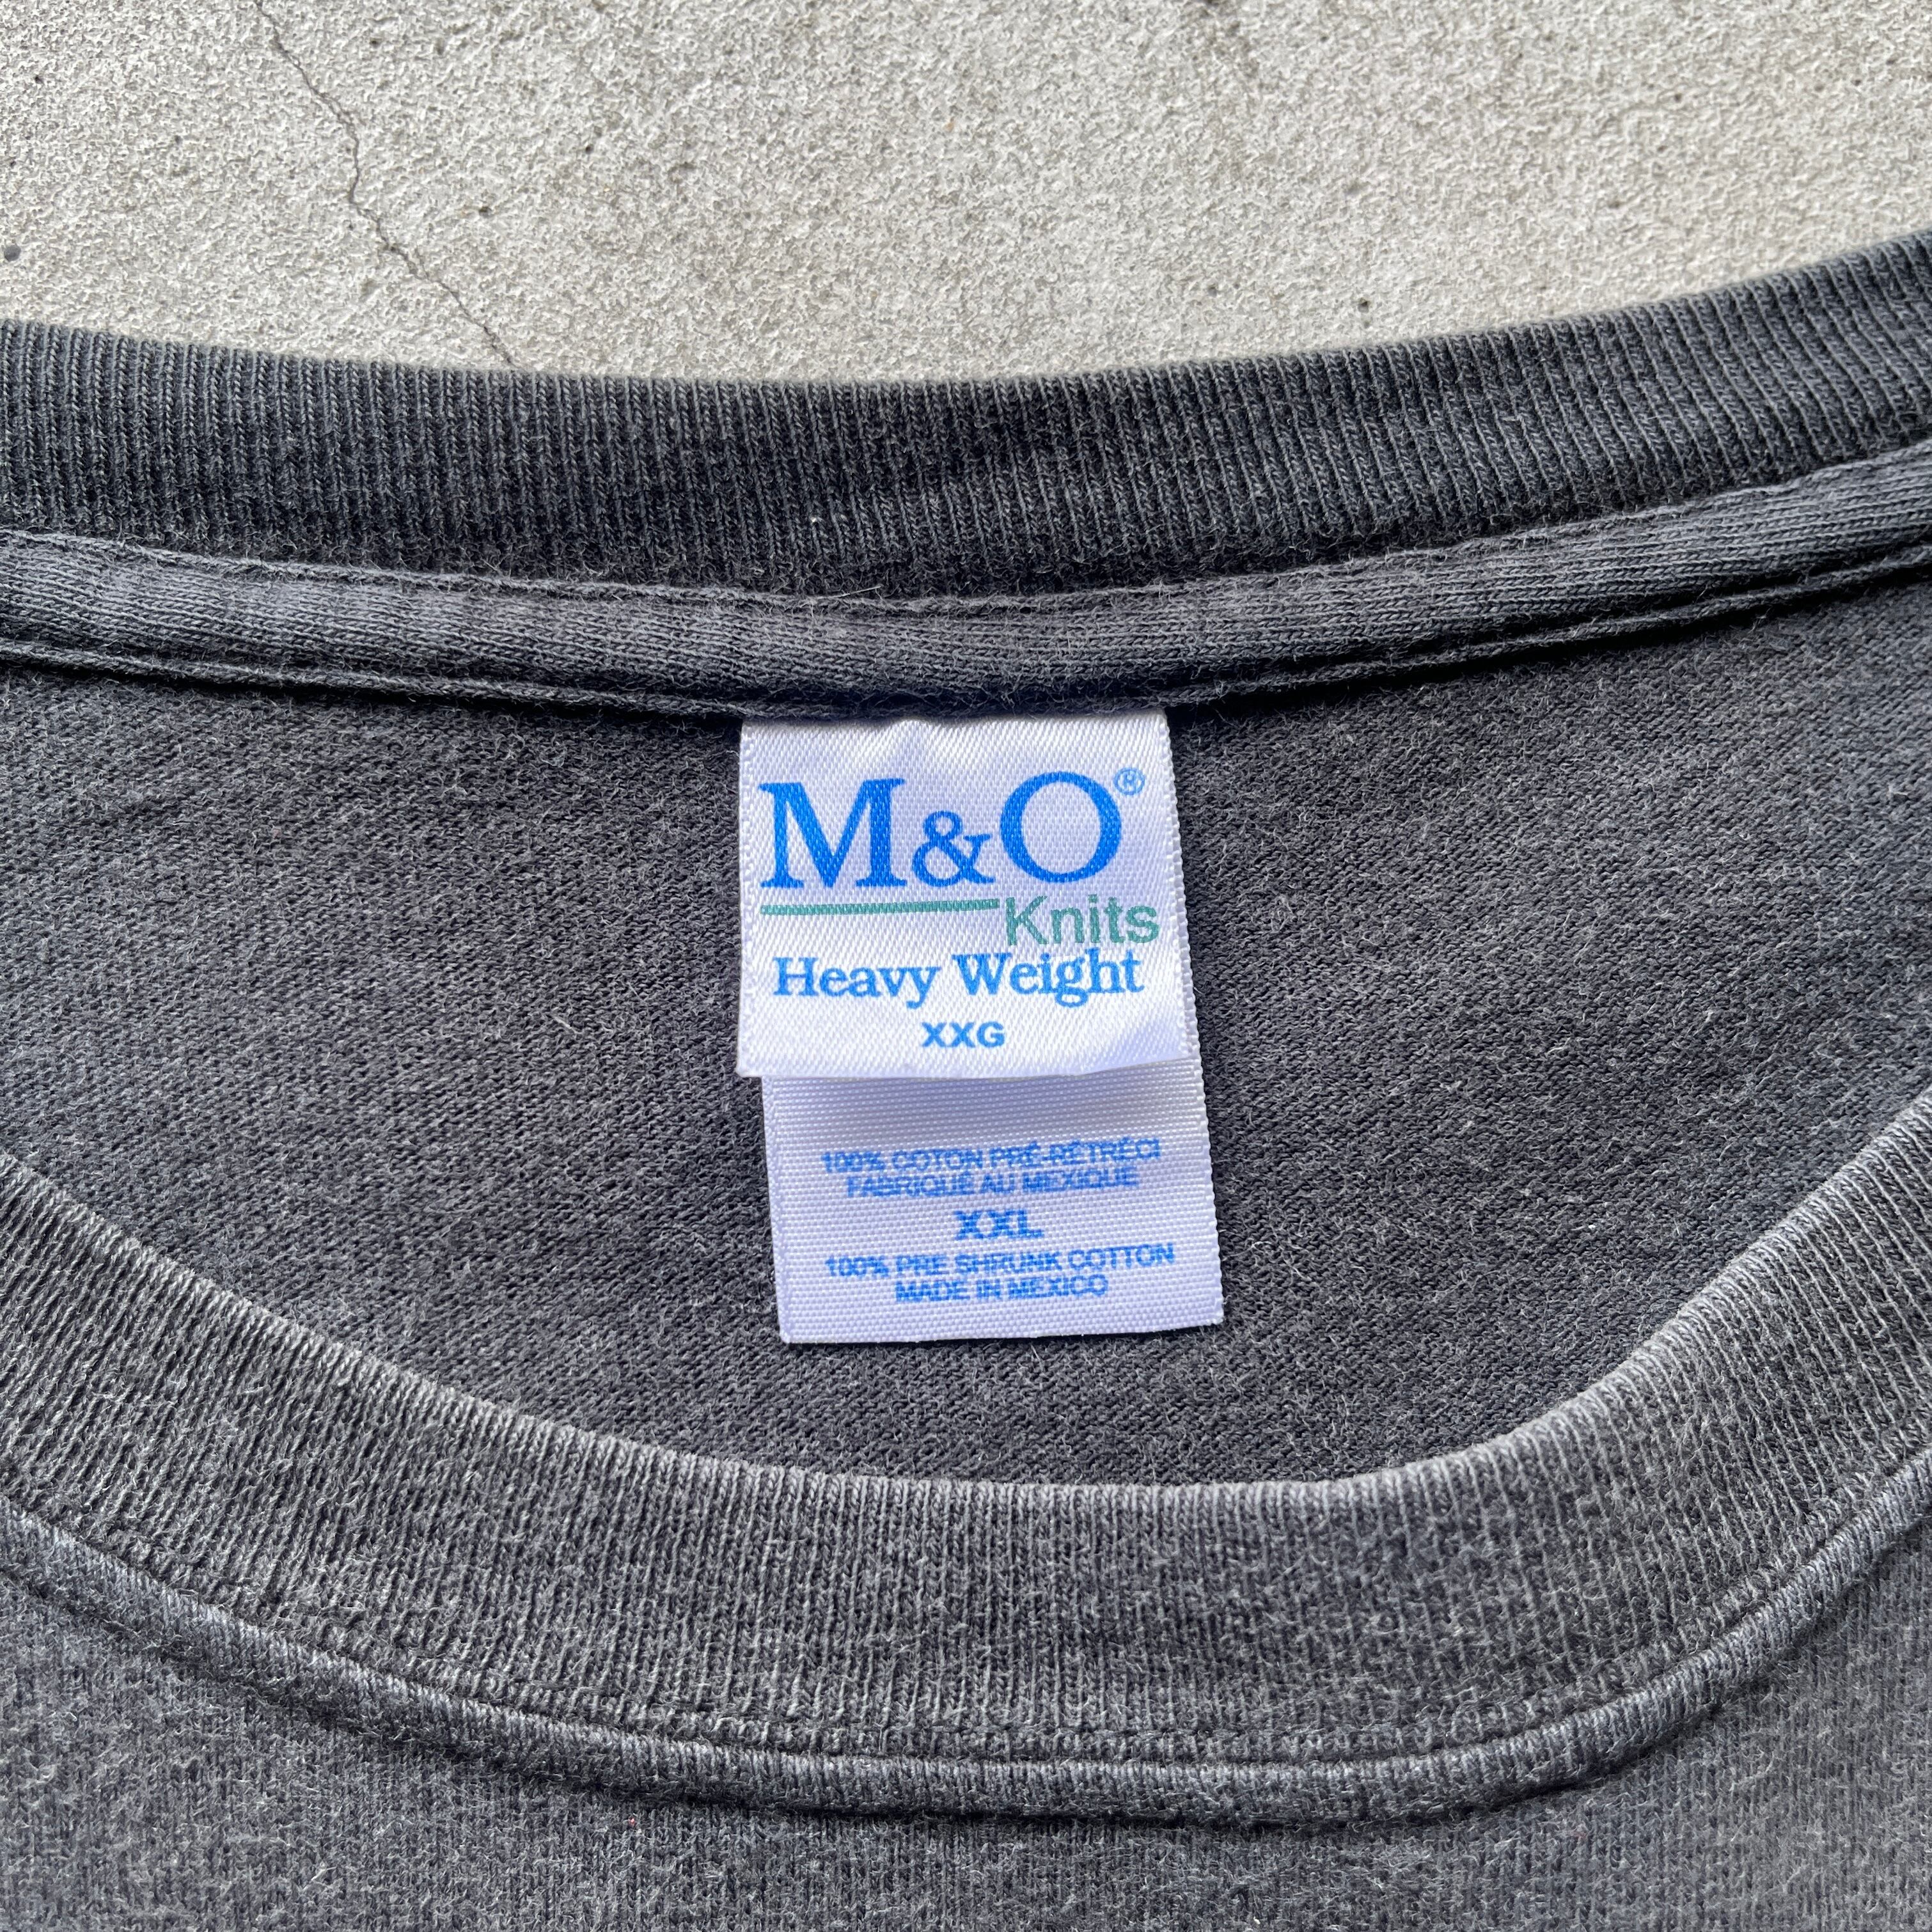 M&O®
Knits
Heavy Weight
XXG
100% COTON PRÉ-RÉTRÉCI
FABRIQUÉ AU MEXIQUE
XXL
100% PRE SHRUNK COTTON
MADE IN MEXICO